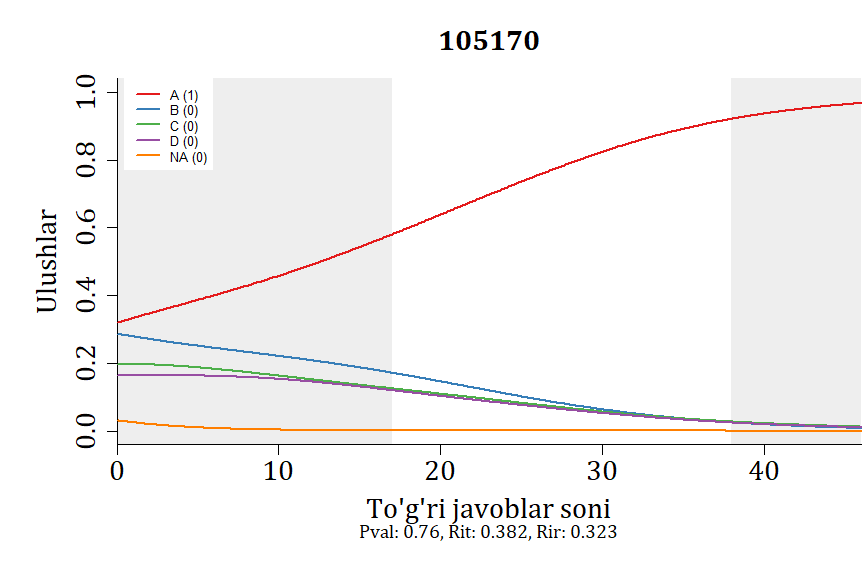 105170
A (1)
B (0)
C (0)
D (0)
NA (0)
Ulushlar
0.0 0.2 0.4 0.6 0.8 1.0
0 10 20 30 40
To'g'ri javoblar soni
Pval: 0.76, Rit: 0.382, Rir: 0.323